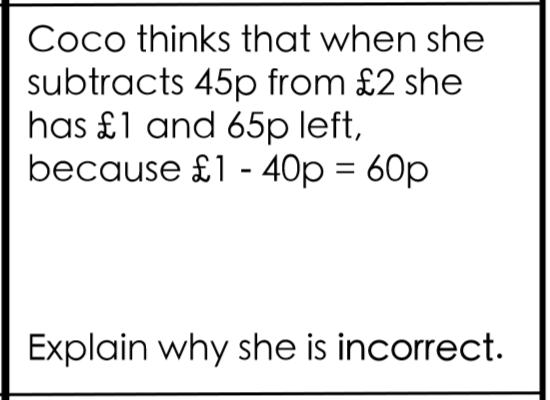 Coco thinks that when she
subtracts 45p from £2 she
has £1 and 65p left,
because £1 - 40p = 60p
Explain why she is incorrect.